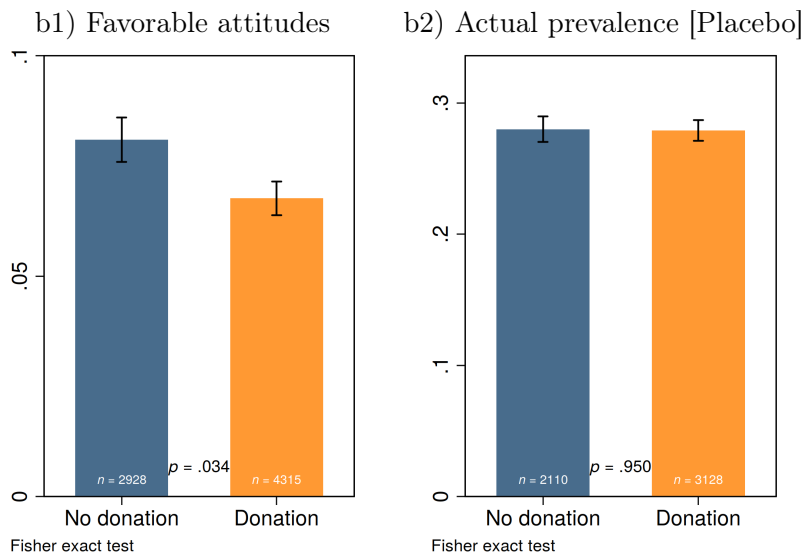 b1) Favorable attitudes
.1
.05
0
n = 2928
p = .034
n = 4315
No donation
Donation
Fisher exact test
b2) Actual prevalence [Placebo]
.3
.2
.1
0
n = 2110
p = .950
n = 3128
No donation
Donation
Fisher exact test